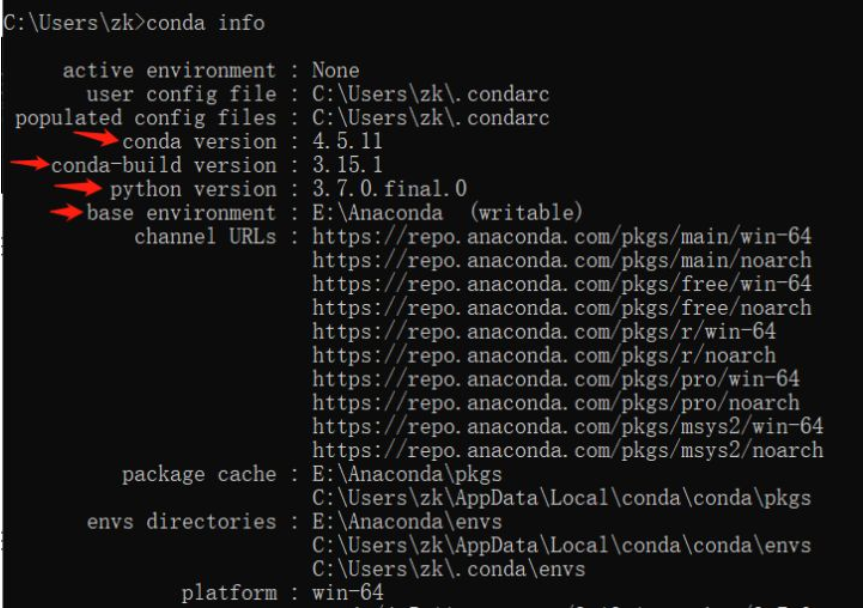 C:\Users\zk>conda info
active environment : None
user config file : C:\Users\zk\.condarc
populated config files : C:\Users\zk\.condarc
conda version : 4.5.11
conda-build version : 3.15.1
python version : 3.7.0.final.0
base environment : E:\Anaconda  (writable)
channel URLs : https://repo.anaconda.com/pkgs/main/win-64
https://repo.anaconda.com/pkgs/main/noarch
https://repo.anaconda.com/pkgs/free/win-64
https://repo.anaconda.com/pkgs/free/noarch
https://repo.anaconda.com/pkgs/r/win-64
https://repo.anaconda.com/pkgs/r/noarch
https://repo.anaconda.com/pkgs/pro/win-64
https://repo.anaconda.com/pkgs/pro/noarch
https://repo.anaconda.com/pkgs/msys2/win-64
https://repo.anaconda.com/pkgs/msys2/noarch
package cache : E:\Anaconda\pkgs
C:\Users\zk\AppData\Local\conda\conda\pkgs
envs directories : E:\Anaconda\envs
C:\Users\zk\AppData\Local\conda\conda\envs
C:\Users\zk\.conda\envs
platform : win-64